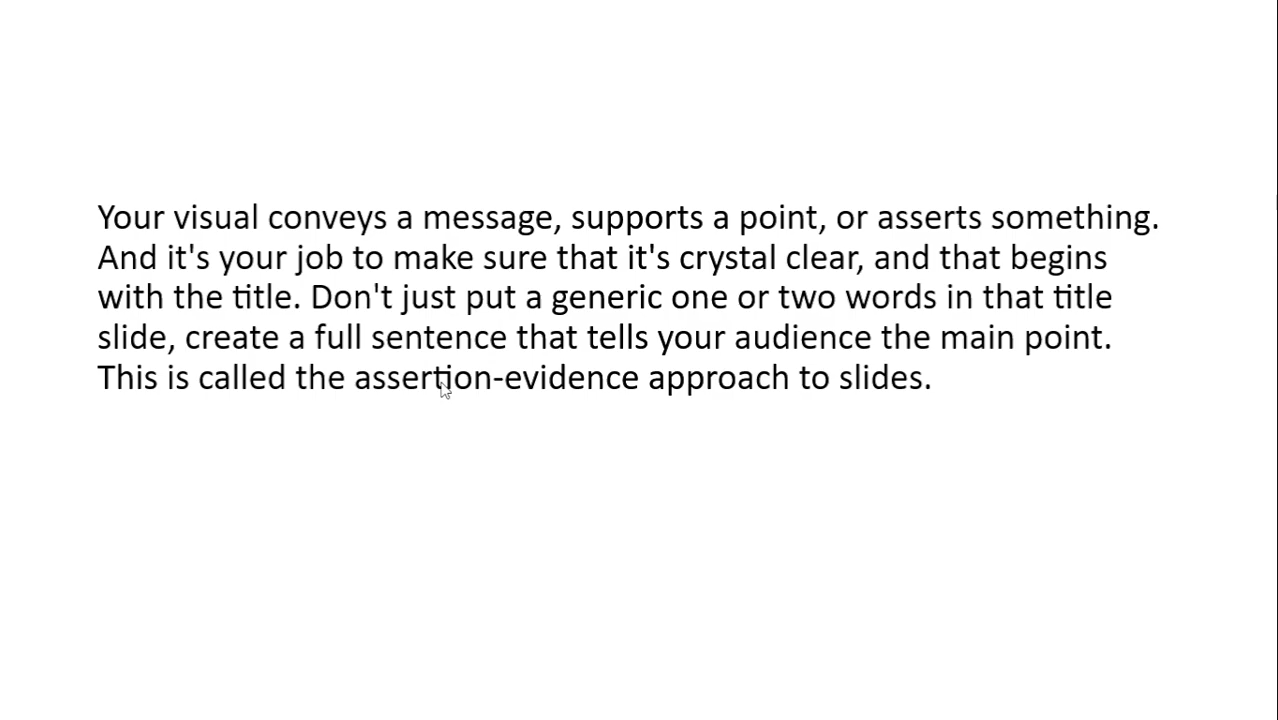 Your visual conveys a message, supports a point, or asserts something.
And it's your job to make sure that it's crystal clear, and that begins
with the title. Don't just put a generic one or two words in that title
slide, create a full sentence that tells your audience the main point.
This is called the assertion-evidence approach to slides.